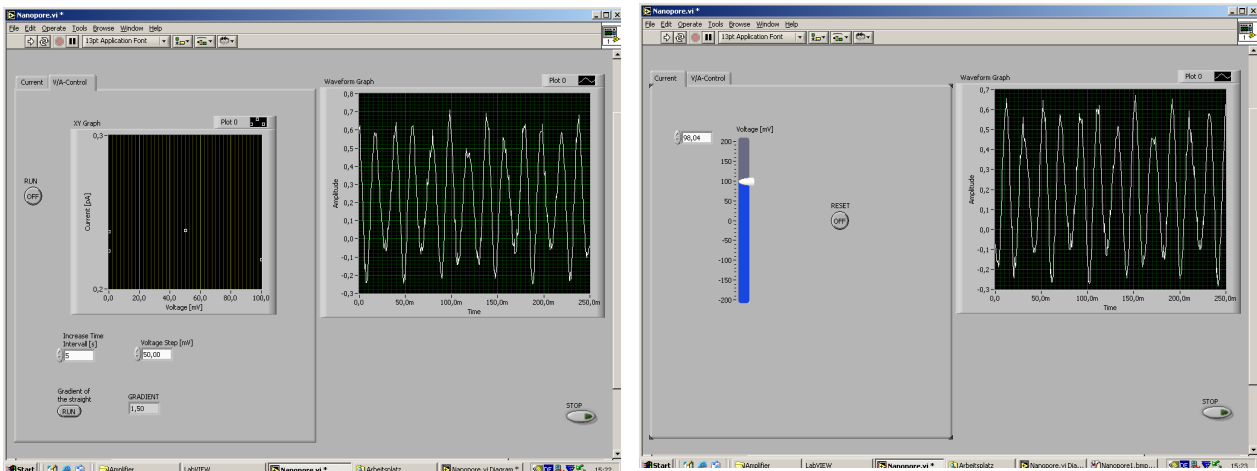 Nanopore.vi *
File Edit Operate Tools Browse Window Help
13pt Application Font
Current V/A-Control
XY Graph
Plot 0
0,3
0,2
Current [pA]
0,0 20,0 40,0 60,0 80,0 100,0
Voltage [mV]
RUN
OFF
Increase Time
Intervall [s]
5
Voltage Step [mV]
50,00
Gradient of
the straight
RUN
GRADIENT
1,50
Waveform Graph
Plot 0
0,8
0,7
0,6
0,5
0,4
0,3
0,2
0,1
0,0
-0,1
-0,2
-0,3
Amplitude
0,0 50,0m 100,0m 150,0m 200,0m 250,0m
Time
STOP
Start Amplifier LabVIEW Nanopore.vi * Arbeitsplatz Nanopore.vi Diagram * DE 15:22
Nanopore.vi *
File Edit Operate Tools Browse Window Help
13pt Application Font
Current V/A-Control
98,04
Voltage [mV]
200
150
100
50
0
-50
-100
-150
-200
RESET
OFF
Waveform Graph
Plot 0
0,7
0,6
0,5
0,4
0,3
0,2
0,1
0,0
-0,1
-0,2
-0,3
Amplitude
0,0 50,0m 100,0m 150,0m 200,0m 250,0m
Time
STOP
Start Amplifier LabVIEW Nanopore.vi * Arbeitsplatz Nanopore.vi Dia... Nanopore1.bmp... DE